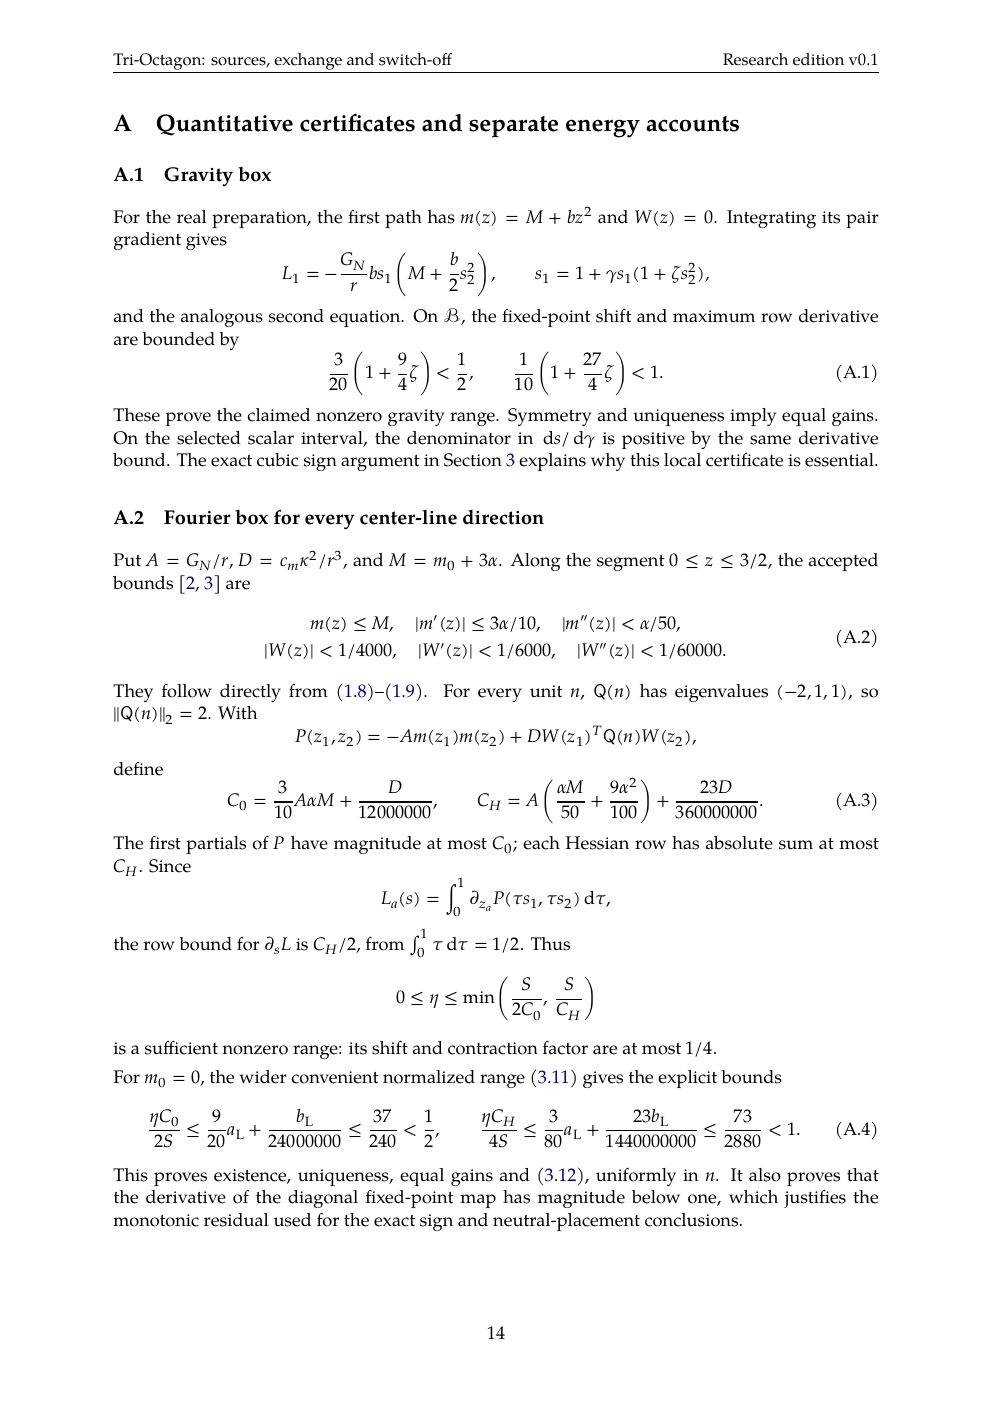 Tri-Octagon: sources, exchange and switch-off Research edition v0.1
A Quantitative certificates and separate energy accounts
A.1 Gravity box
For the real preparation, the first path has m(z) = M + bz² and W(z) = 0. Integrating its pair
gradient gives
L₁ = −(G_N/r) bs₁ (M + (b/2)s₂²), s₁ = 1 + γs₁(1 + ζs₂²),
and the analogous second equation. On ℬ, the fixed-point shift and maximum row derivative
are bounded by
3/20 (1 + (9/4)ζ) < 1/2, 1/10 (1 + (27/4)ζ) < 1. (A.1)
These prove the claimed nonzero gravity range. Symmetry and uniqueness imply equal gains.
On the selected scalar interval, the denominator in ds/dγ is positive by the same derivative
bound. The exact cubic sign argument in Section 3 explains why this local certificate is essential.
A.2 Fourier box for every center-line direction
Put A = G_N/r, D = c_mκ²/r³, and M = m₀ + 3α. Along the segment 0 ≤ z ≤ 3/2, the accepted
bounds [2, 3] are
m(z) ≤ M, |m′(z)| ≤ 3α/10, |m″(z)| < α/50,
|W(z)| < 1/4000, |W′(z)| < 1/6000, |W″(z)| < 1/60000. (A.2)
They follow directly from (1.8)–(1.9). For every unit n, Q(n) has eigenvalues (−2, 1, 1), so
‖Q(n)‖₂ = 2. With
P(z₁, z₂) = −Am(z₁)m(z₂) + DW(z₁)ᵀQ(n)W(z₂),
define
C₀ = (3/10)AαM + D/12000000, C_H = A(αM/50 + 9α²/100) + 23D/360000000. (A.3)
The first partials of P have magnitude at most C₀; each Hessian row has absolute sum at most
C_H. Since
L_a(s) = ∫₀¹ ∂_{z_a}P(τs₁, τs₂) dτ,
the row bound for ∂_sL is C_H/2, from ∫₀¹ τ dτ = 1/2. Thus
0 ≤ η ≤ min(S/2C₀, S/C_H)
is a sufficient nonzero range: its shift and contraction factor are at most 1/4.
For m₀ = 0, the wider convenient normalized range (3.11) gives the explicit bounds
ηC₀/2S ≤ (9/20)a_L + b_L/24000000 ≤ 37/240 < 1/2, ηC_H/4S ≤ (3/80)a_L + 23b_L/1440000000 ≤ 73/2880 < 1. (A.4)
This proves existence, uniqueness, equal gains and (3.12), uniformly in n. It also proves that
the derivative of the diagonal fixed-point map has magnitude below one, which justifies the
monotonic residual used for the exact sign and neutral-placement conclusions.
14